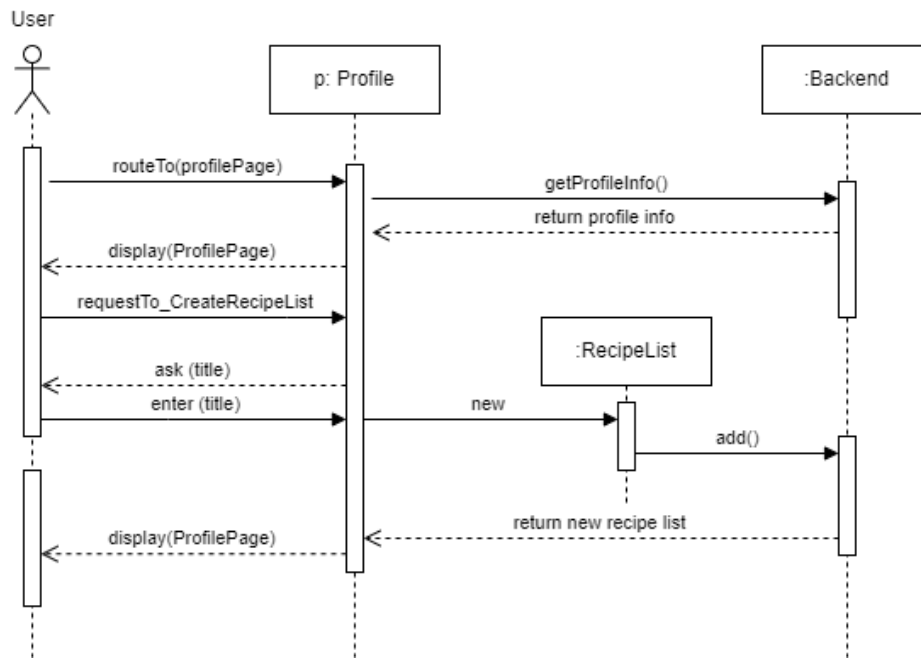 User
p: Profile
:Backend
routeTo(profilePage)
getProfileInfo()
return profile info
display(ProfilePage)
requestTo_CreateRecipeList
:RecipeList
ask (title)
enter (title)
new
add()
return new recipe list
display(ProfilePage)